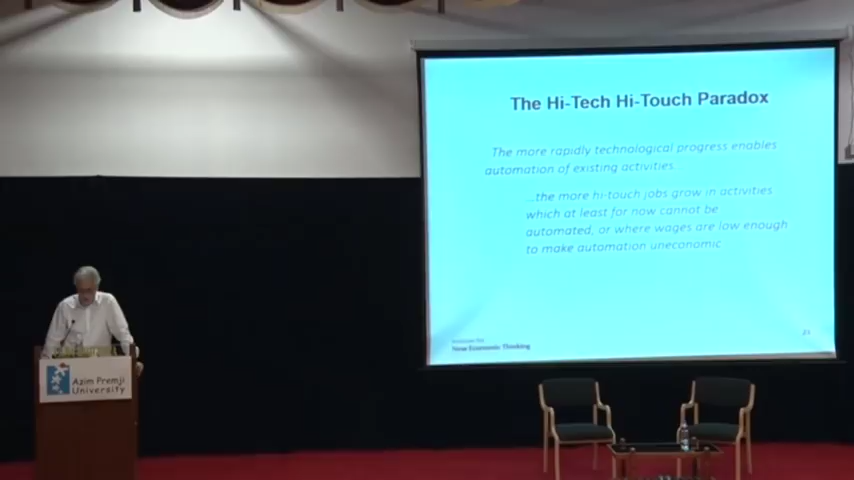 The Hi-Tech Hi-Touch Paradox
The more rapidly technological progress enables
automation of existing activities
...the more hi-touch jobs grow in activities
which at least for now cannot be
automated, or where wages are low enough
to make automation uneconomic
New Economic Thinking
Azim Premji
University